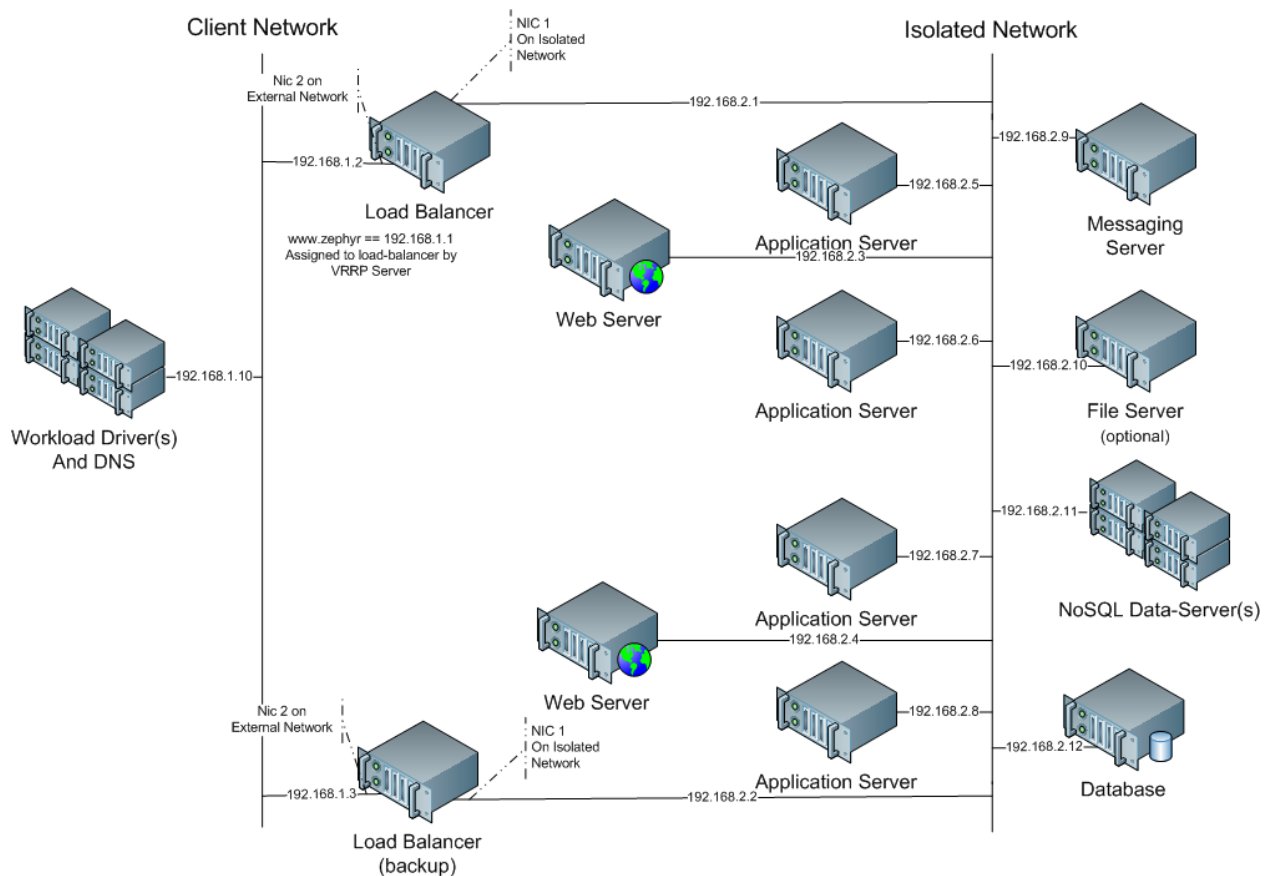 Client Network
NIC 1
On Isolated
Network
Isolated Network
Nic 2 on
External Network
192.168.2.1
192.168.2.9
192.168.1.2
192.168.2.5
Load Balancer
www.zephyr == 192.168.1.1
Assigned to load-balancer by
VRRP Server
Application Server
Messaging
Server
192.168.2.3
Web Server
192.168.2.6
192.168.2.10
192.168.1.10
Application Server
File Server
(optional)
Workload Driver(s)
And DNS
192.168.2.11
192.168.2.7
Application Server
NoSQL Data-Server(s)
192.168.2.4
Web Server
Nic 2 on
External Network
NIC 1
On Isolated
Network
192.168.2.8
192.168.2.12
Application Server
Database
192.168.1.3
192.168.2.2
Load Balancer
(backup)